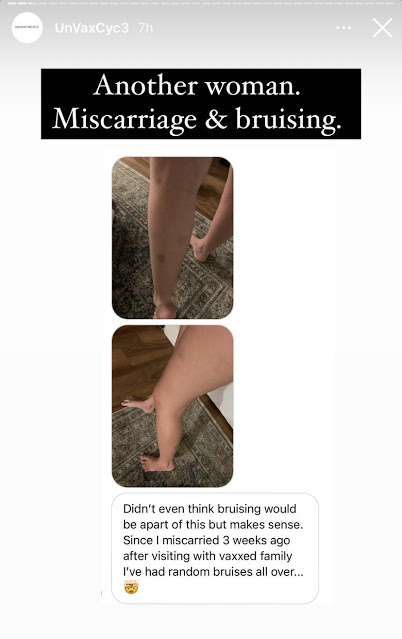 UnVaxCyc3 7h
Another woman.
Miscarriage & bruising.
Didn't even think bruising would
be apart of this but makes sense.
Since I miscarried 3 weeks ago
after visiting with vaxxed family
I've had random bruises all over...
🤯